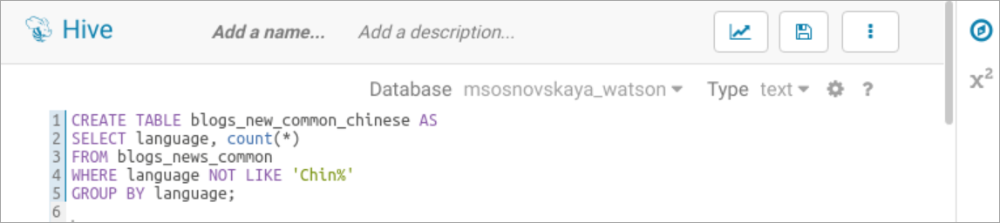 Hive Add a name... Add a description...
Database msosnovskaya_watson Type text ?
x²
1 CREATE TABLE blogs_new_common_chinese AS
2 SELECT language, count(*)
3 FROM blogs_news_common
4 WHERE language NOT LIKE 'Chin%'
5 GROUP BY language;
6